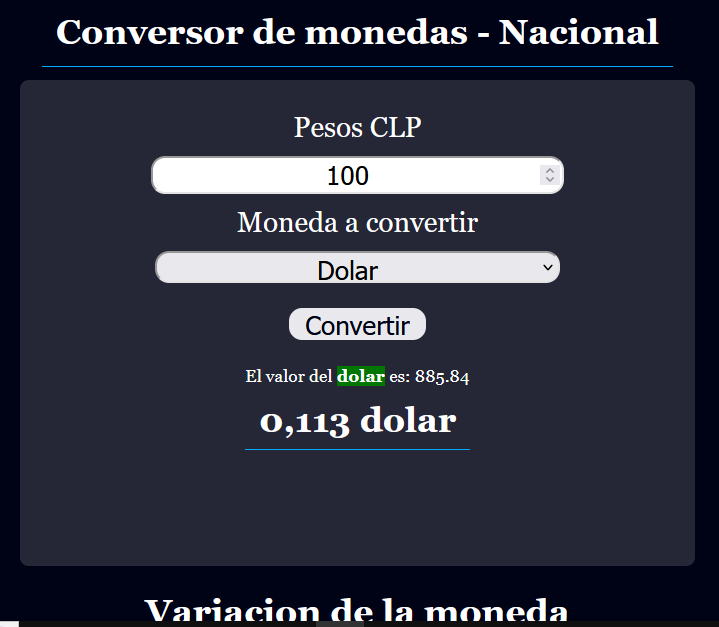 Conversor de monedas - Nacional
Pesos CLP
100
Moneda a convertir
Dolar
Convertir
El valor del dolar es: 885.84
0,113 dolar
Variacion de la moneda